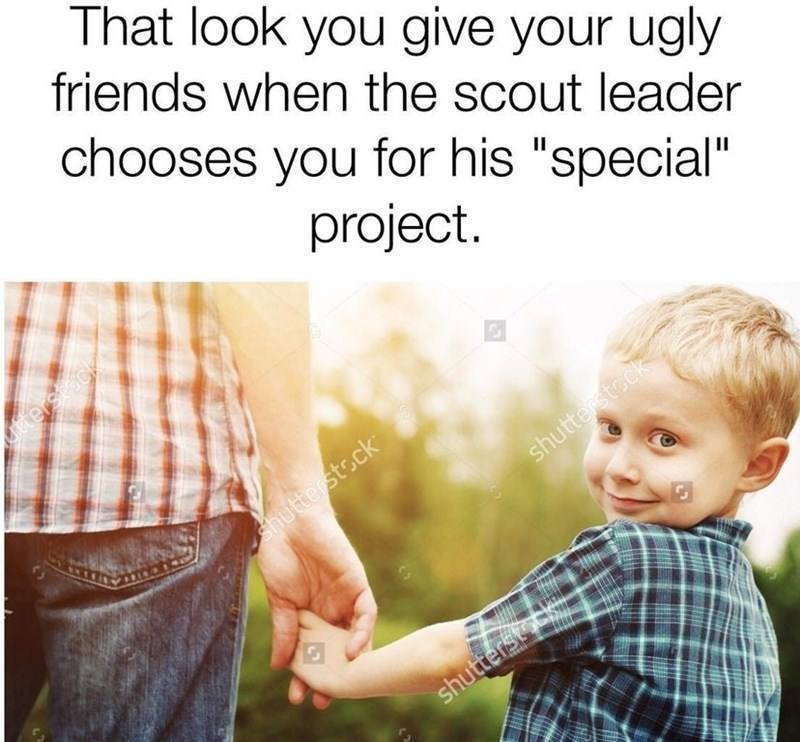 That look you give your ugly
friends when the scout leader
chooses you for his "special"
project.
shutterstock
shutterstock
shutterstock